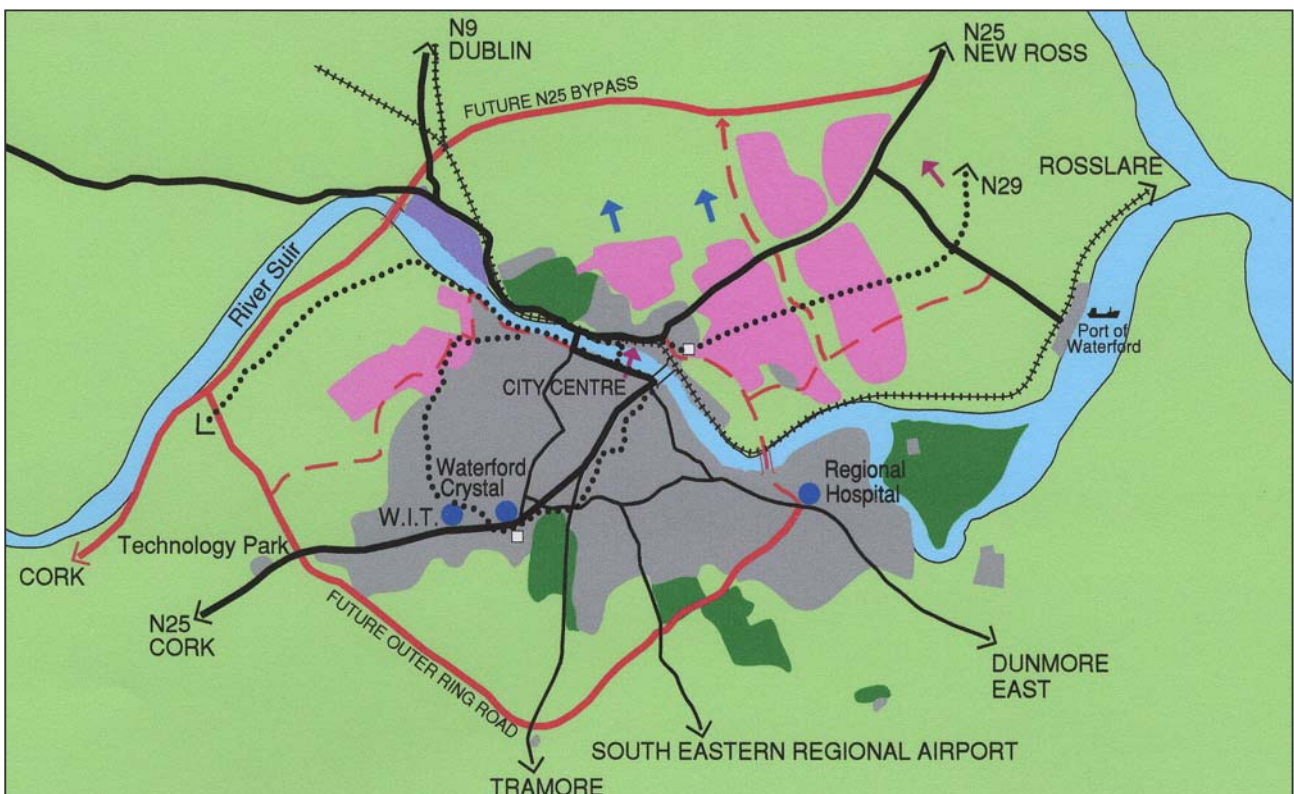 N9
DUBLIN
N25
NEW ROSS
FUTURE N25 BYPASS
ROSSLARE
N29
River Suir
Port of
Waterford
CITY CENTRE
Waterford
Crystal
Regional
Hospital
W.I.T.
Technology Park
CORK
N25
CORK
FUTURE OUTER RING ROAD
DUNMORE
EAST
SOUTH EASTERN REGIONAL AIRPORT
TRAMORE